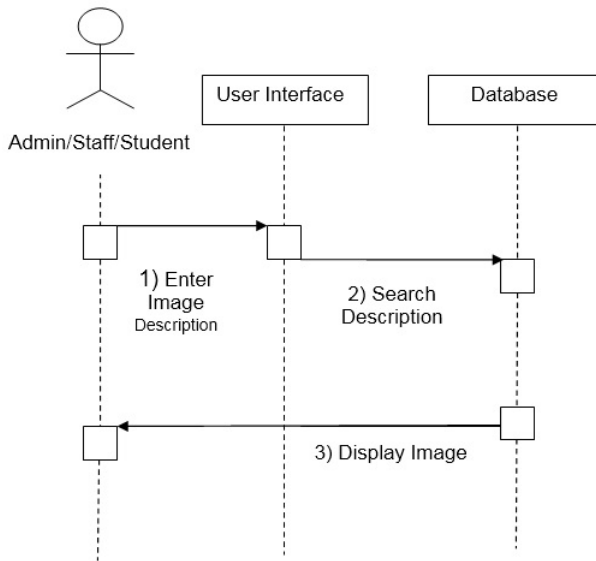 User Interface
Database
Admin/Staff/Student
1) Enter
Image
Description
2) Search
Description
3) Display Image